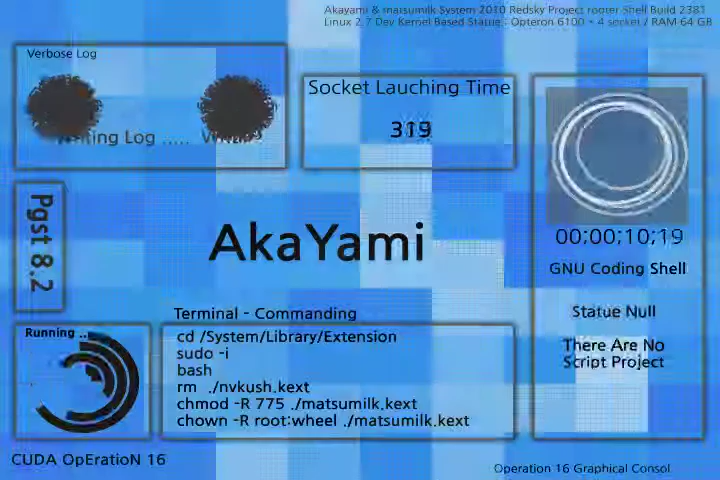 Akayami & matsumilk System 2010 Redsky Project rooter Shell Build 2381
Linux 2.7 Dev Kernel Based Statue : Opteron 6100 * 4 socket / RAM 64 GB
Verbose Log
Writing Log .....
Socket Lauching Time
319
00;00;10;19
GNU Coding Shell
Statue Null
There Are No
Script Project
Pgst 8.2
AkaYami
Terminal - Commanding
cd /System/Library/Extension
sudo -i
bash
rm ./nvkush.kext
chmod -R 775 ./matsumilk.kext
chown -R root:wheel ./matsumilk.kext
Running ..
CUDA OpEratioN 16
Operation 16 Graphical Consol